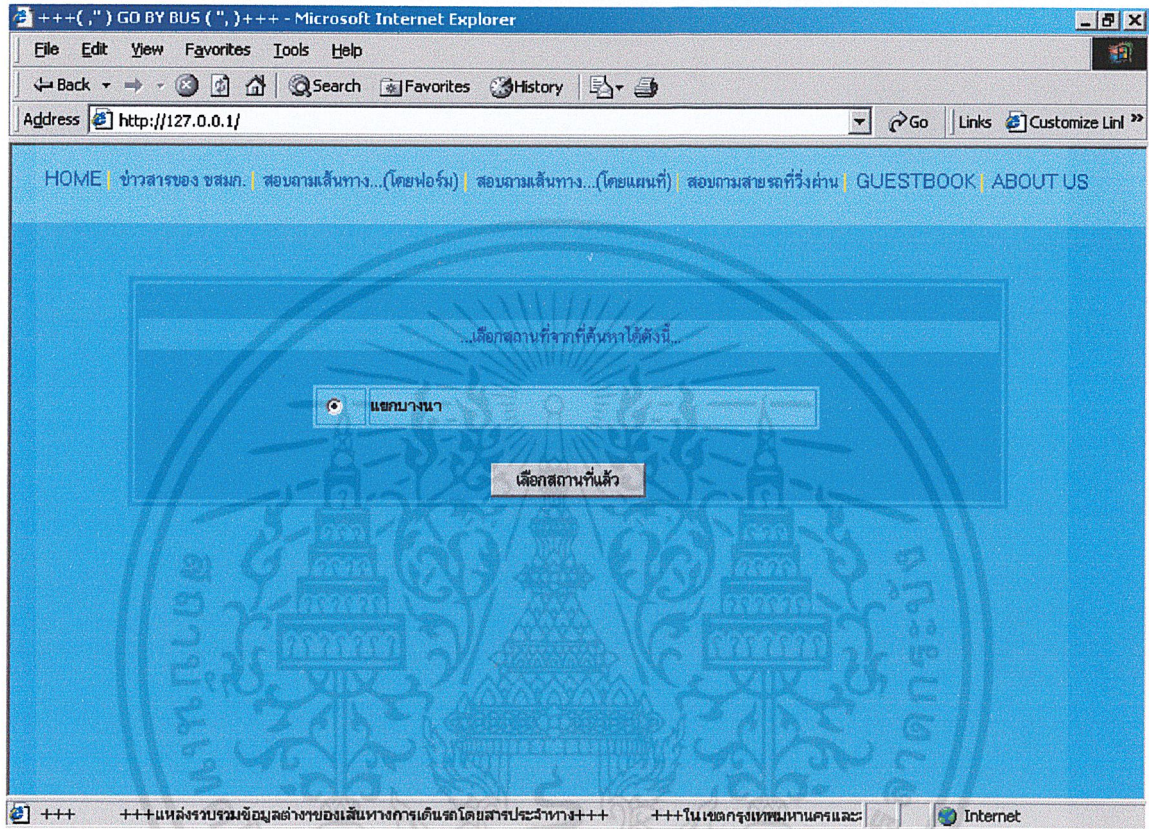 +++( ," ) GO BY BUS ( ", )+++ - Microsoft Internet Explorer
File Edit View Favorites Tools Help
Back Search Favorites History
Address http://127.0.0.1/ Go Links Customize Linl »
HOME | ข่าวสารของ ขสมก. | สอบถามเส้นทาง...(โดยฟอร์ม) | สอบถามเส้นทาง...(โดยแผนที่) | สอบถามสายรถที่วิ่งผ่าน | GUESTBOOK | ABOUT US
...เลือกสถานที่จากที่ค้นหาได้ดังนี้...
แยกบางนา
เลือกสถานที่แล้ว
+++ +++แหล่งรวบรวมข้อมูลต่างๆของเส้นทางการเดินรถโดยสารประจำทาง+++ +++ในเขตกรุงเทพมหานครและ Internet